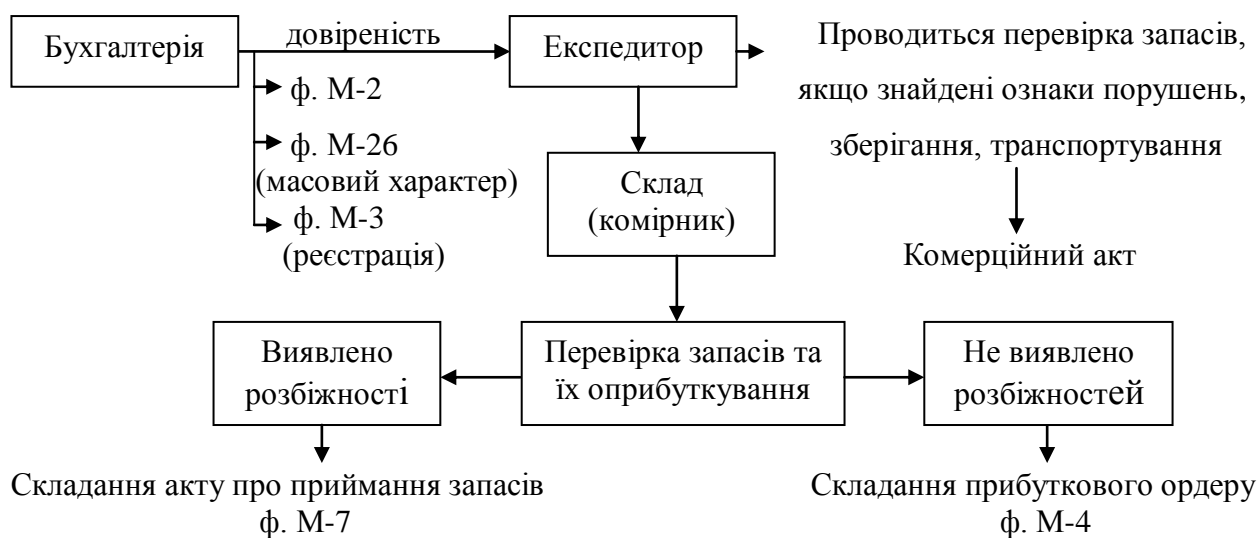 Бухгалтерія
довіреність
Експедитор
Проводиться перевірка запасів,
якщо знайдені ознаки порушень,
зберігання, транспортування
ф. М-2
ф. М-26
(масовий характер)
ф. М-3
(реєстрація)
Склад
(комірник)
Комерційний акт
Виявлено
розбіжності
Перевірка запасів та
їх оприбуткування
Не виявлено
розбіжностей
Складання акту про приймання запасів
ф. М-7
Складання прибуткового ордеру
ф. М-4